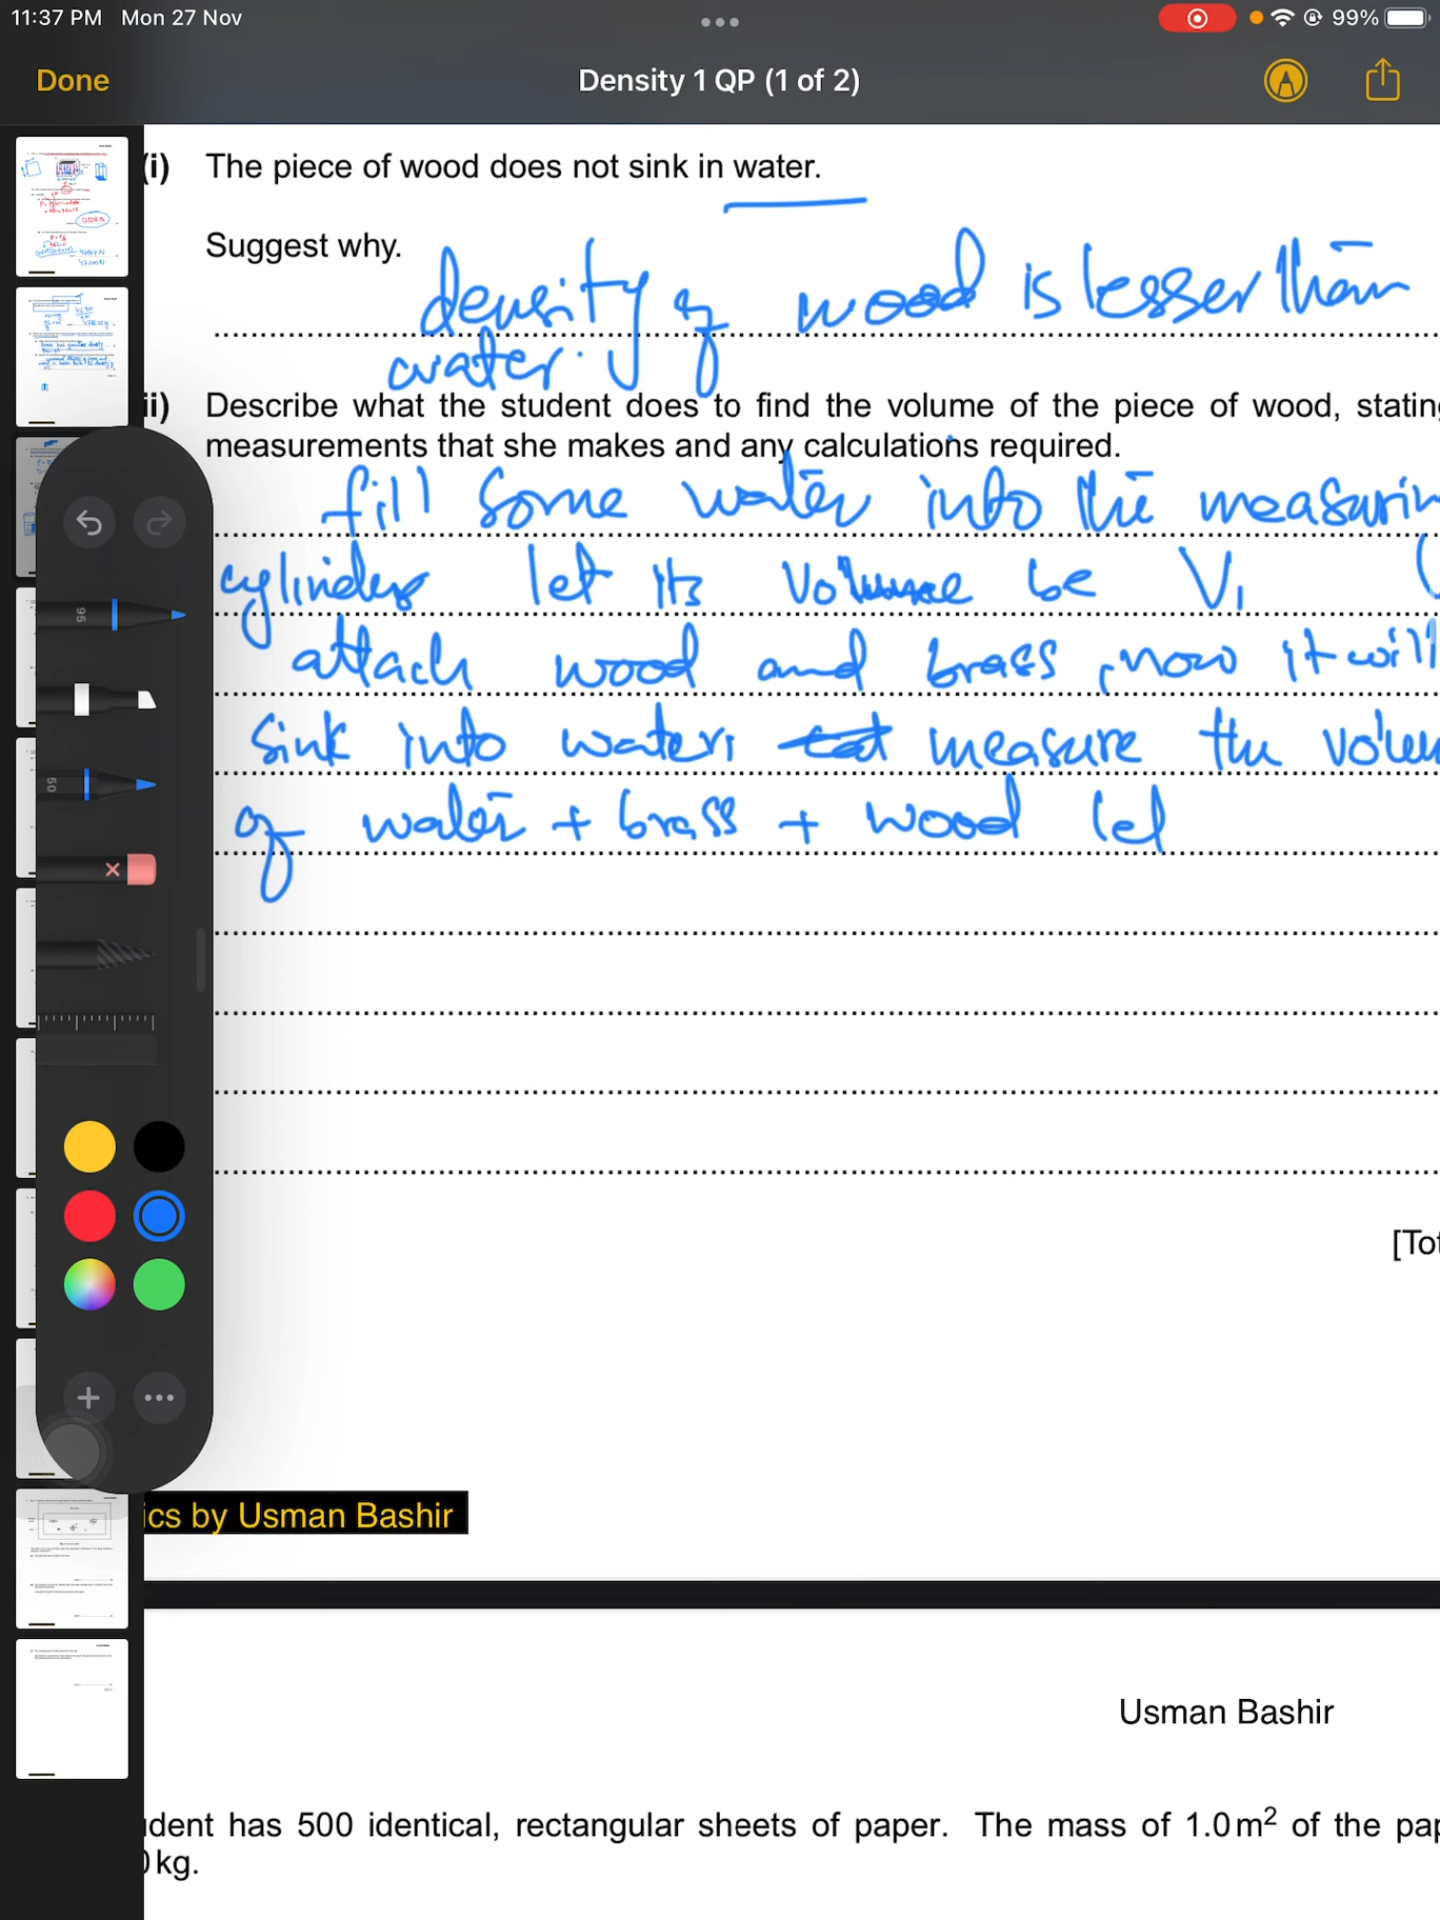 11:37 PM Mon 27 Nov
99%
Done
Density 1 QP (1 of 2)
(i) The piece of wood does not sink in water.
Suggest why.
density of wood is lesser than
water.
ii) Describe what the student does to find the volume of the piece of wood, stating
measurements that she makes and any calculations required.
fill some water into the measurin
cylinder let its volume be V1 (
attach wood and brass, now it will
sink into water, measure the volum
of water + brass + wood let
95
50
[Tot
ics by Usman Bashir
Usman Bashir
dent has 500 identical, rectangular sheets of paper. The mass of 1.0 m² of the pap
0 kg.